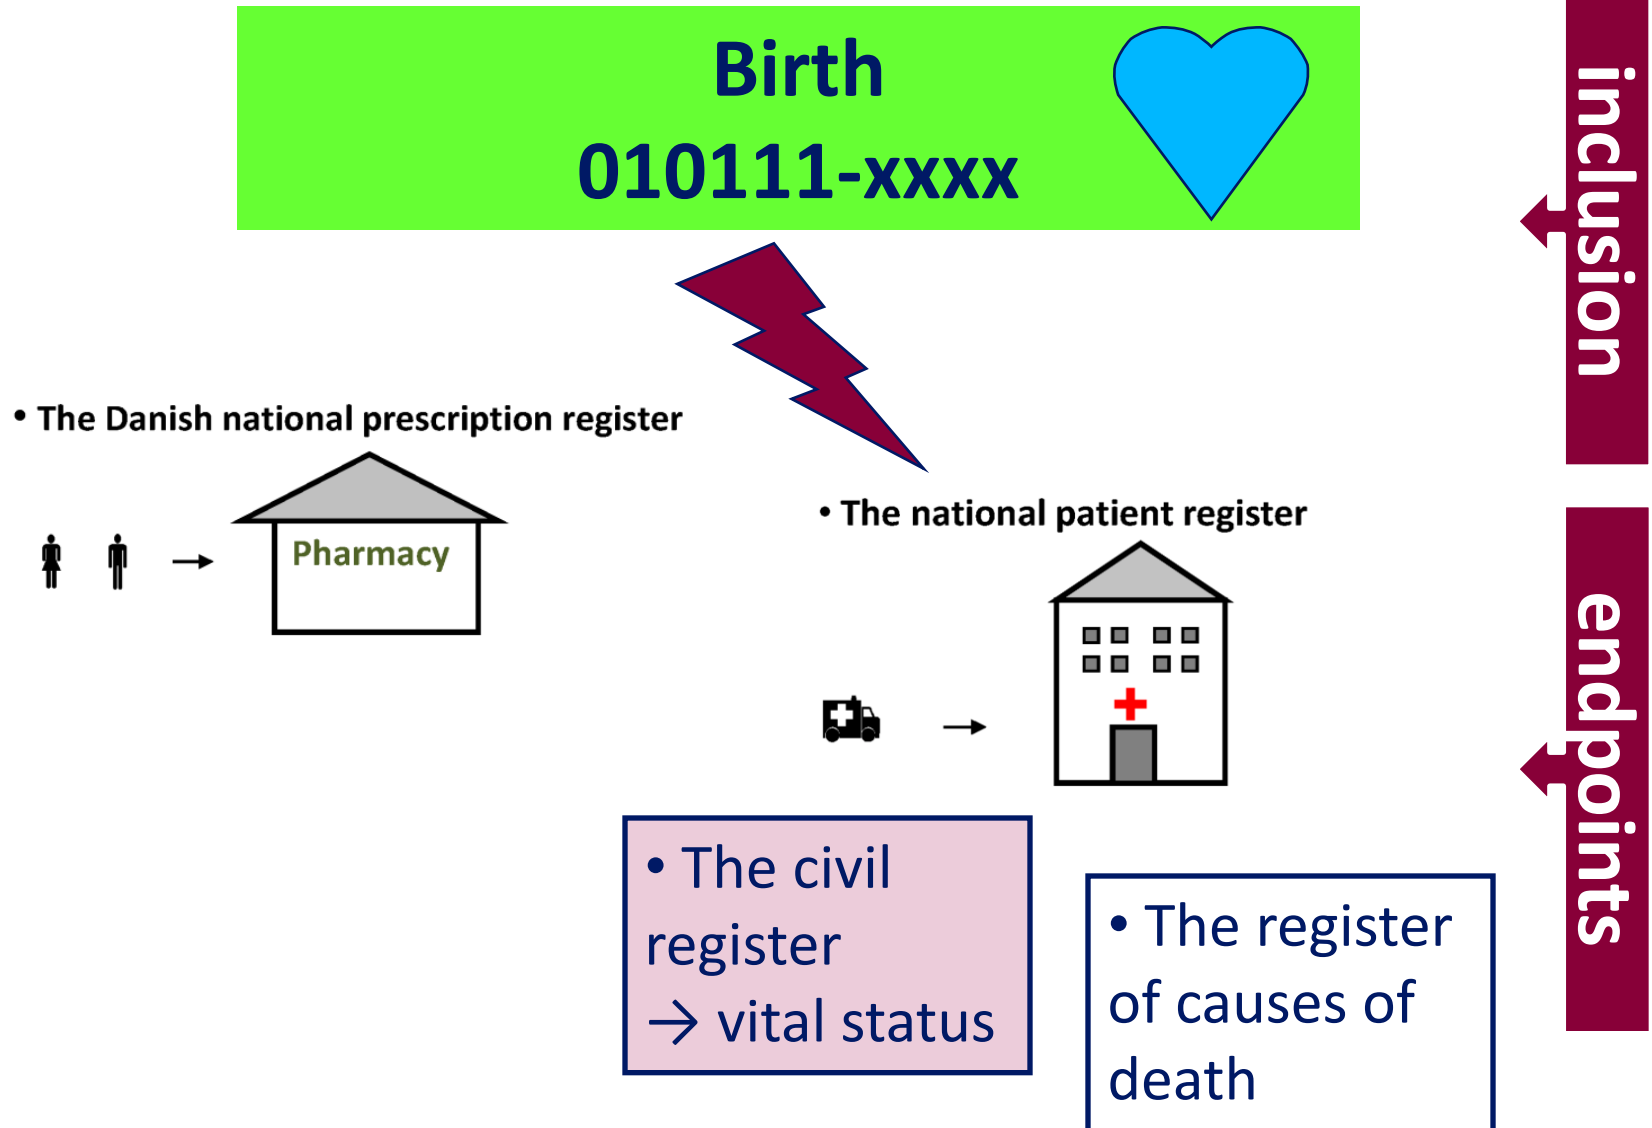 Birth
010111-xxxx
inclusion
• The Danish national prescription register
Pharmacy
• The national patient register
endpoints
• The civil
register
→ vital status
• The register
of causes of
death